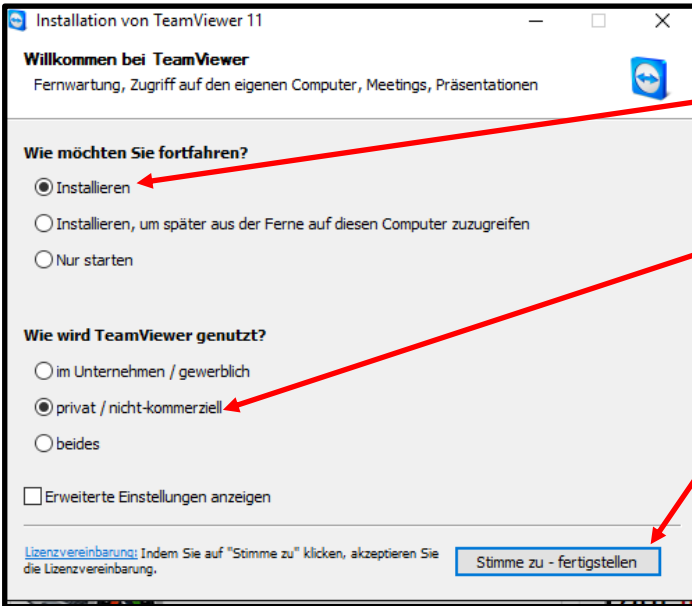 Installation von TeamViewer 11
Willkommen bei TeamViewer
Fernwartung, Zugriff auf den eigenen Computer, Meetings, Präsentationen
Wie möchten Sie fortfahren?
Installieren
Installieren, um später aus der Ferne auf diesen Computer zuzugreifen
Nur starten
Wie wird TeamViewer genutzt?
im Unternehmen / gewerblich
privat / nicht-kommerziell
beides
Erweiterte Einstellungen anzeigen
Lizenzvereinbarung: Indem Sie auf "Stimme zu" klicken, akzeptieren Sie
die Lizenzvereinbarung.
Stimme zu - fertigstellen